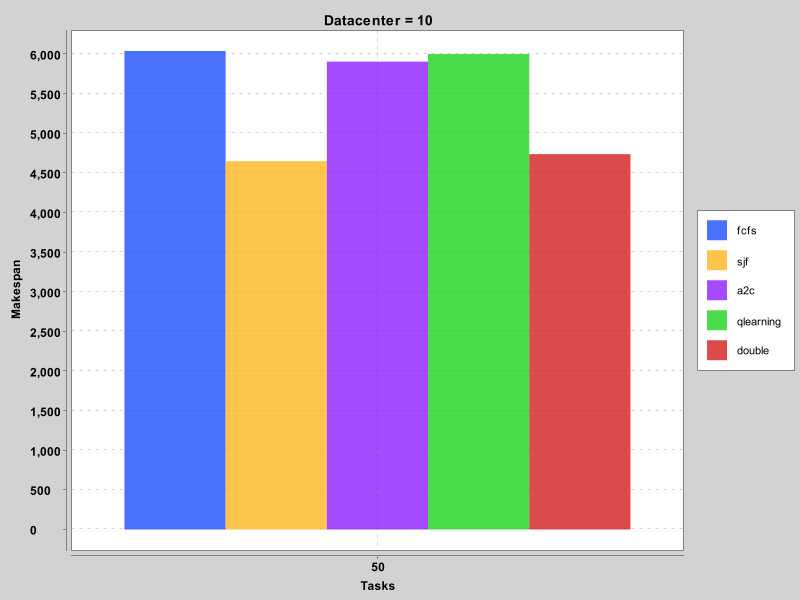 Datacenter = 10
6,000
5,500
5,000
4,500
4,000
3,500
3,000
2,500
2,000
1,500
1,000
500
0
Makespan
50
Tasks
fcfs
sjf
a2c
qlearning
double